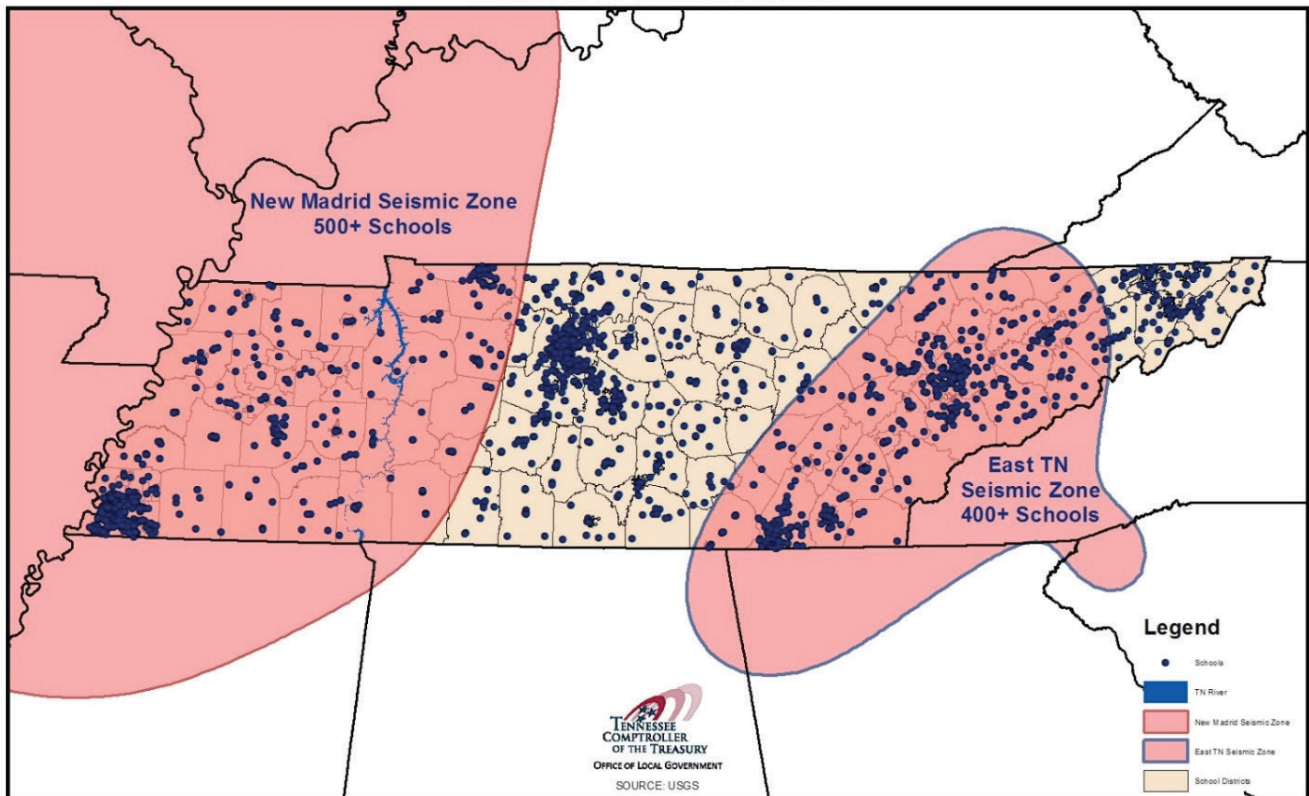 New Madrid Seismic Zone
500+ Schools
East TN
Seismic Zone
400+ Schools
Legend
Schools
TN River
New Madrid Seismic Zone
East TN Seismic Zone
School Districts
TENNESSEE
COMPTROLLER
OF THE TREASURY
OFFICE OF LOCAL GOVERNMENT
SOURCE: USGS